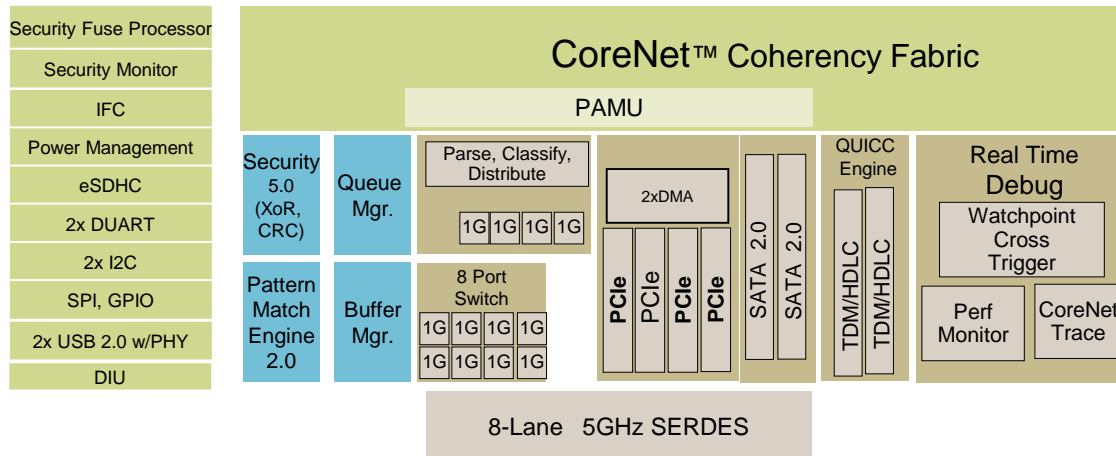 Security Fuse Processor
Security Monitor
IFC
Power Management
eSDHC
2x DUART
2x I2C
SPI, GPIO
2x USB 2.0 w/PHY
DIU
CoreNet™ Coherency Fabric
PAMU
Security
5.0
(XoR,
CRC)
Queue
Mgr.
Parse, Classify,
Distribute
1G 1G 1G 1G
Pattern
Match
Engine
2.0
Buffer
Mgr.
8 Port
Switch
1G 1G 1G 1G
1G 1G 1G 1G
2xDMA
PCIe
PCIe
PCIe
PCIe
SATA 2.0
SATA 2.0
QUICC
Engine
TDM/HDLC
TDM/HDLC
Real Time
Debug
Watchpoint
Cross
Trigger
Perf
Monitor
CoreNet
Trace
8-Lane 5GHz SERDES